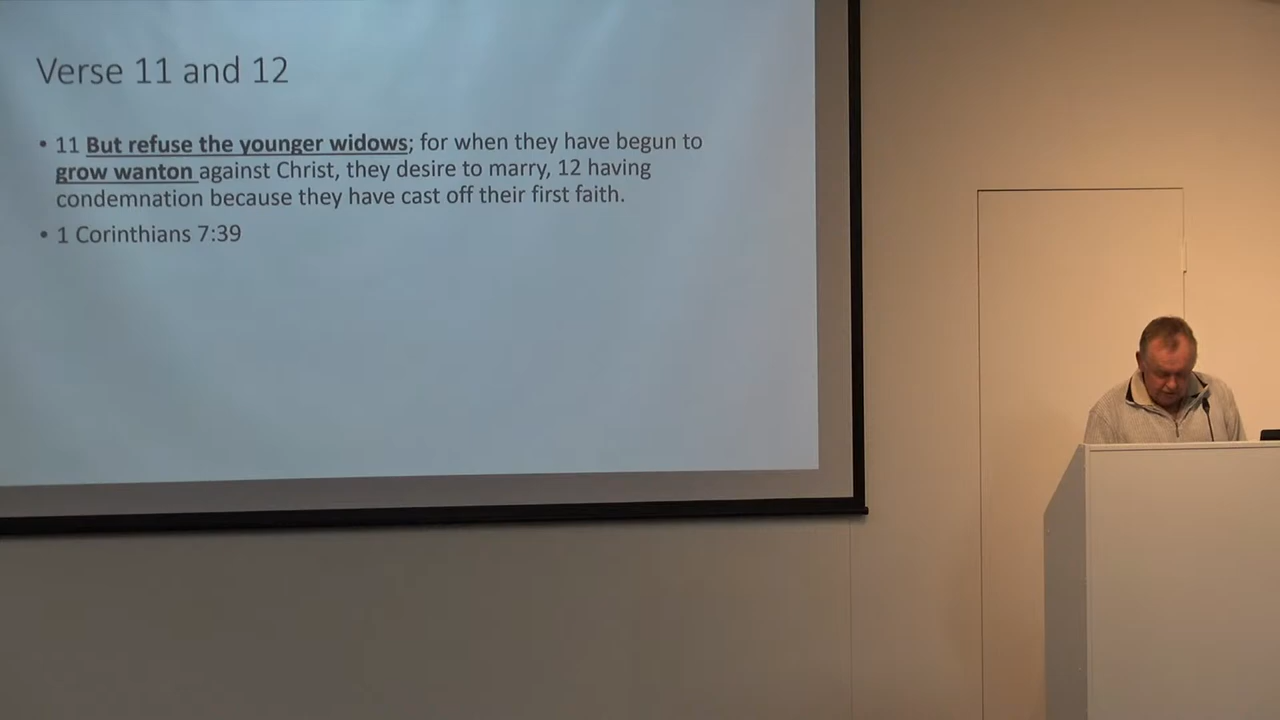 Verse 11 and 12
• 11 But refuse the younger widows; for when they have begun to
grow wanton against Christ, they desire to marry, 12 having
condemnation because they have cast off their first faith.
• 1 Corinthians 7:39